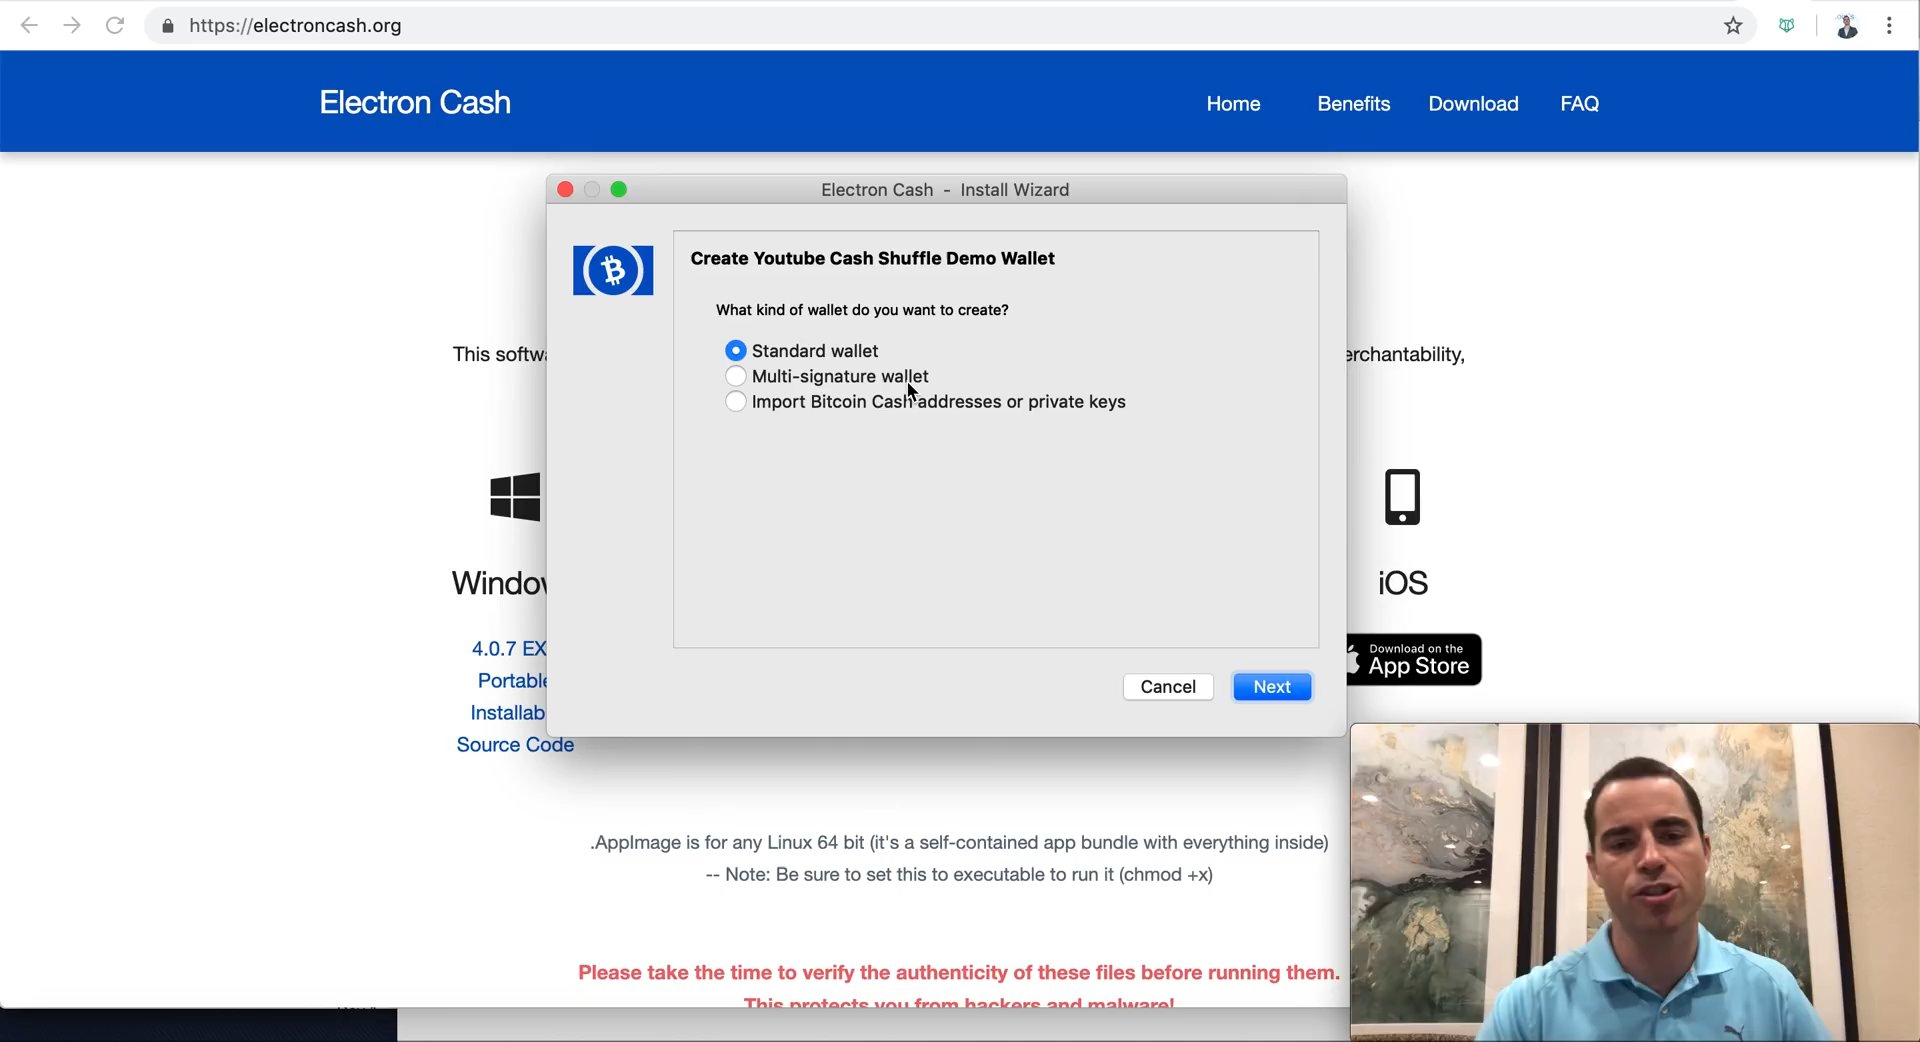 https://electroncash.org
Electron Cash
Home
Benefits
Download
FAQ
Electron Cash - Install Wizard
Create Youtube Cash Shuffle Demo Wallet
What kind of wallet do you want to create?
Standard wallet
Multi-signature wallet
Import Bitcoin Cash addresses or private keys
Cancel
Next
This softwa
erchantability,
Window
4.0.7 EX
Portable
Installab
Source Code
iOS
Download on the
App Store
.AppImage is for any Linux 64 bit (it's a self-contained app bundle with everything inside)
-- Note: Be sure to set this to executable to run it (chmod +x)
Please take the time to verify the authenticity of these files before running them.
This protects you from hackers and malware!